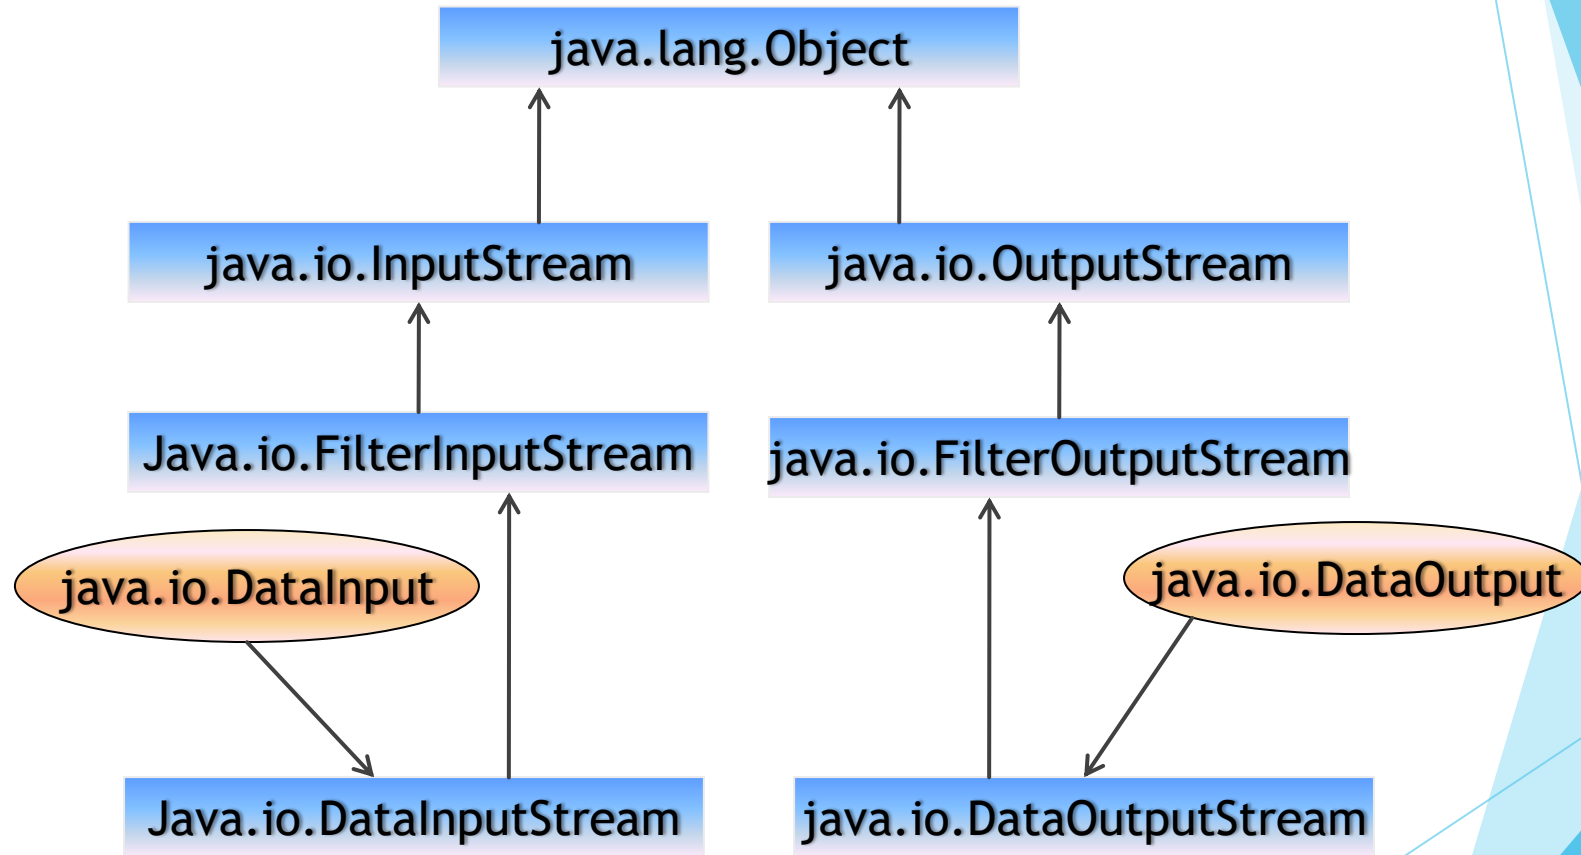 java.lang.Object
java.io.InputStream
java.io.OutputStream
Java.io.FilterInputStream
java.io.FilterOutputStream
java.io.DataInput
java.io.DataOutput
Java.io.DataInputStream
java.io.DataOutputStream